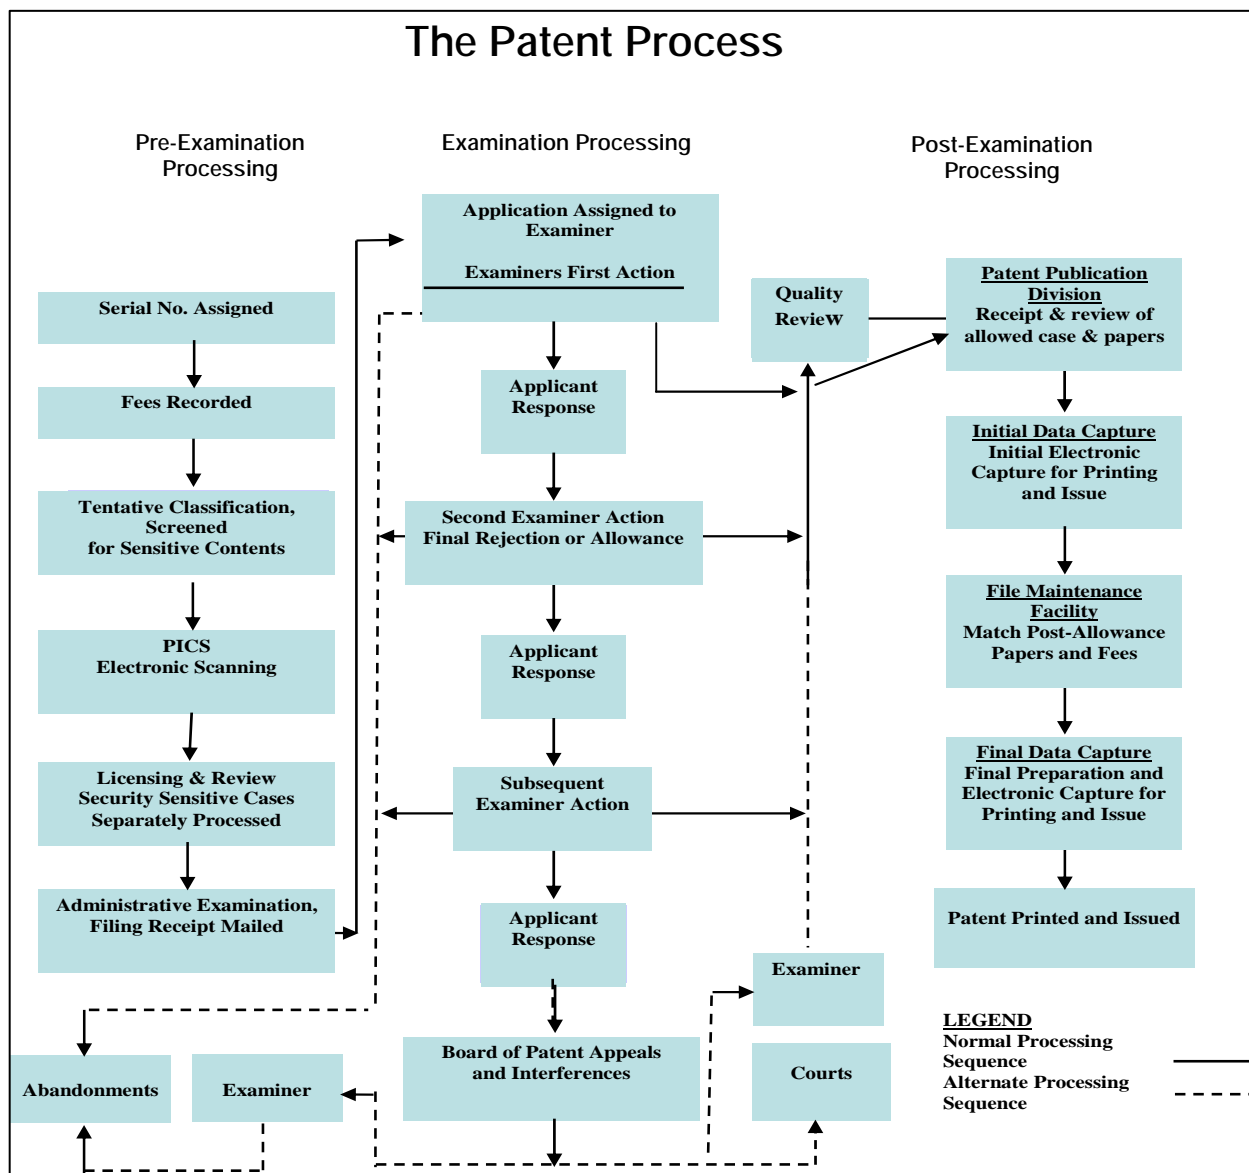 The Patent Process
Pre-Examination
Processing
Examination Processing
Post-Examination
Processing
Serial No. Assigned
Fees Recorded
Tentative Classification,
Screened
for Sensitive Contents
PICS
Electronic Scanning
Licensing & Review
Security Sensitive Cases
Separately Processed
Administrative Examination,
Filing Receipt Mailed
Abandonments
Examiner
Application Assigned to
Examiner
Examiners First Action
Applicant
Response
Second Examiner Action
Final Rejection or Allowance
Applicant
Response
Subsequent
Examiner Action
Applicant
Response
Board of Patent Appeals
and Interferences
Quality
Review
Examiner
Courts
Patent Publication
Division
Receipt & review of
allowed case & papers
Initial Data Capture
Initial Electronic
Capture for Printing
and Issue
File Maintenance
Facility
Match Post-Allowance
Papers and Fees
Final Data Capture
Final Preparation and
Electronic Capture for
Printing and Issue
Patent Printed and Issued
LEGEND
Normal Processing
Sequence
Alternate Processing
Sequence